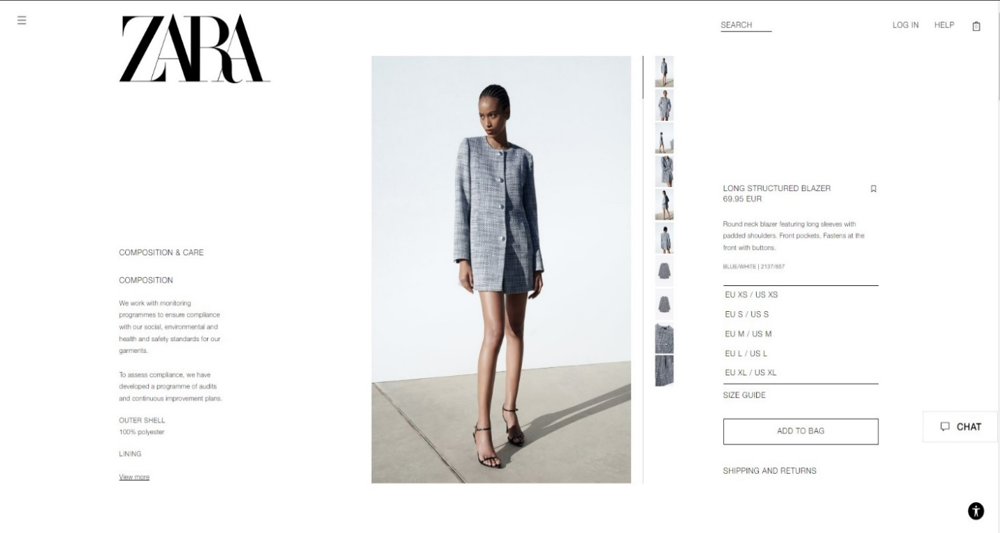 ZARA
SEARCH
LOG IN
HELP
0
LONG STRUCTURED BLAZER
69.95 EUR
Round neck blazer featuring long sleeves with
padded shoulders. Front pockets. Fastens at the
front with buttons.
BLUE/WHITE | 2137/857
EU XS / US XS
EU S / US S
EU M / US M
EU L / US L
EU XL / US XL
SIZE GUIDE
ADD TO BAG
SHIPPING AND RETURNS
COMPOSITION & CARE
COMPOSITION
We work with monitoring
programmes to ensure compliance
with our social, environmental and
health and safety standards for our
garments.
To assess compliance, we have
developed a programme of audits
and continuous improvement plans.
OUTER SHELL
100% polyester
LINING
View more
CHAT